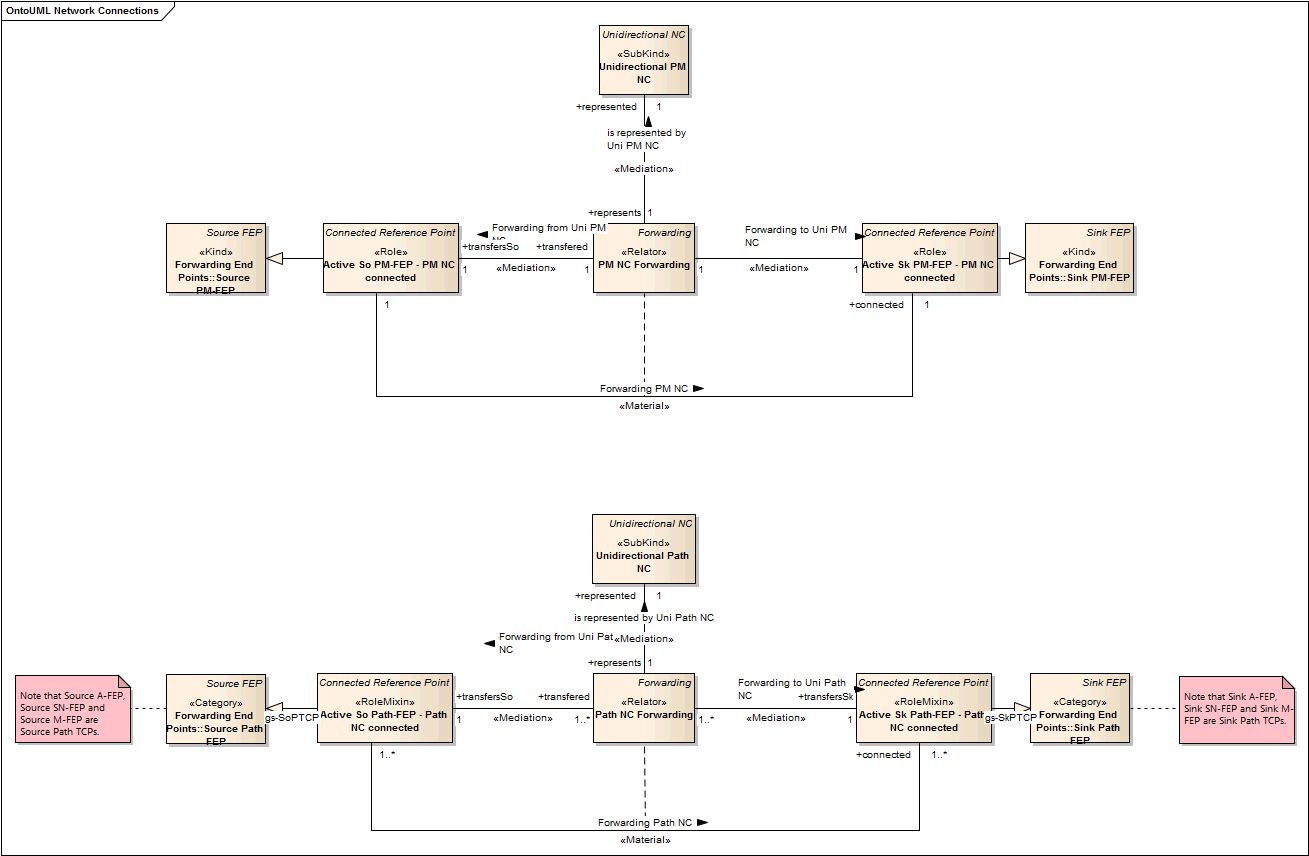 OntoUML Network Connections
Unidirectional NC
«SubKind»
Unidirectional PM
NC
+represented 1
is represented by
Uni PM NC
«Mediation»
+represents 1
Source FEP
«Kind»
Forwarding End
Points::Source
PM-FEP
Connected Reference Point
«Role»
Active So PM-FEP - PM NC
connected
Forwarding from Uni PM
NC
+transfersSo +transfered
1 «Mediation» 1
Forwarding
«Relator»
PM NC Forwarding
Forwarding to Uni PM
NC
1 «Mediation» 1
Connected Reference Point
«Role»
Active Sk PM-FEP - PM NC
connected
Sink FEP
«Kind»
Forwarding End
Points::Sink PM-FEP
1
+connected 1
Forwarding PM NC
«Material»
Unidirectional NC
«SubKind»
Unidirectional Path
NC
+represented 1
is represented by Uni Path NC
Forwarding from Uni Pat
NC
«Mediation»
+represents 1
Note that Source A-FEP,
Source SN-FEP and
Source M-FEP are
Source Path TCPs.
Source FEP
«Category»
Forwarding End
Points::Source Path
FEP
gs-SoPTCP
Connected Reference Point
«RoleMixin»
Active So Path-FEP - Path
NC connected
+transfersSo +transfered
1 «Mediation» 1..*
Forwarding
«Relator»
Path NC Forwarding
Forwarding to Uni Path
NC
+transfersSk
1..* «Mediation» 1
Connected Reference Point
«RoleMixin»
Active Sk Path-FEP - Path
NC connected
gs-SkPTCP
Sink FEP
«Category»
Forwarding End
Points::Sink Path
FEP
Note that Sink A-FEP,
Sink SN-FEP and Sink M-
FEP are Sink Path TCPs.
1..*
+connected 1..*
Forwarding Path NC
«Material»